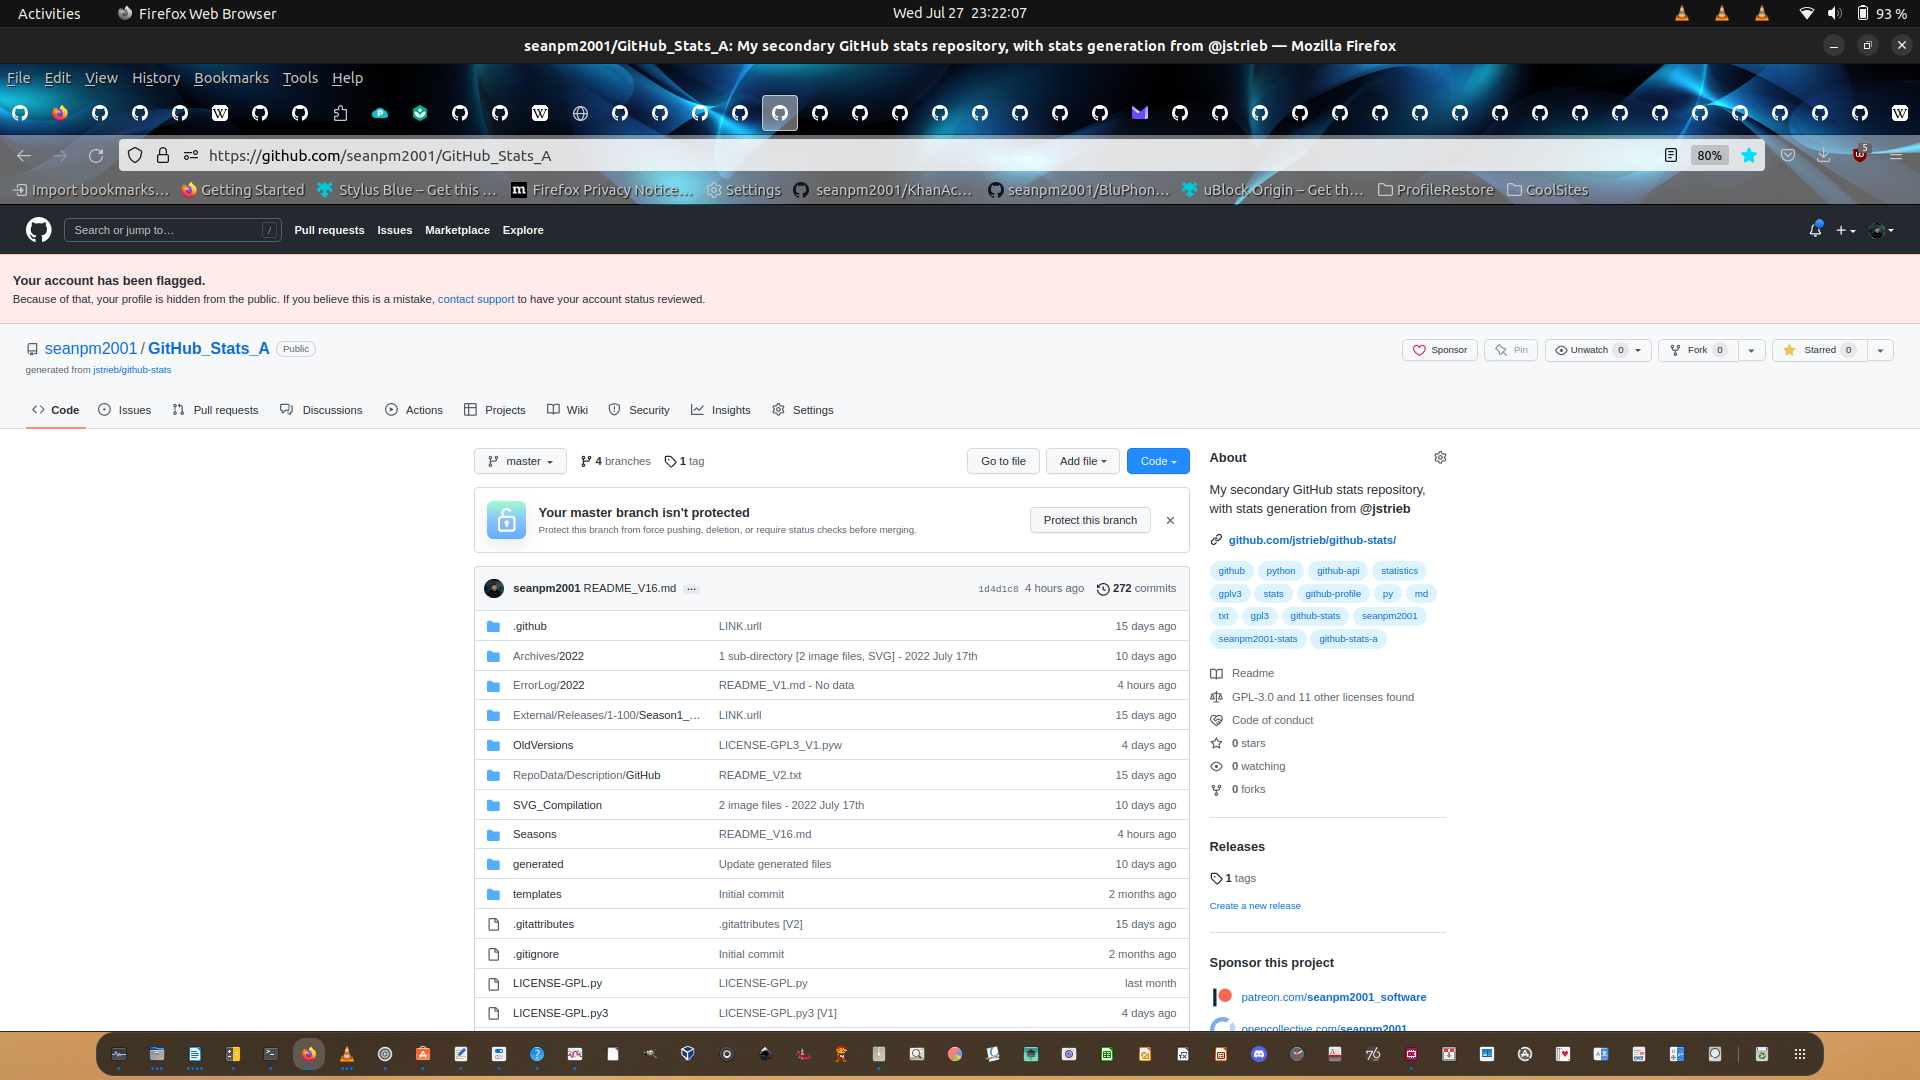 Activities
Firefox Web Browser
Wed Jul 27 23:22:07
93 %
seanpm2001/GitHub_Stats_A: My secondary GitHub stats repository, with stats generation from @jstrieb — Mozilla Firefox
File Edit View History Bookmarks Tools Help
https://github.com/seanpm2001/GitHub_Stats_A
80%
5
Import bookmarks…
Getting Started
Stylus Blue – Get this …
Firefox Privacy Notice…
Settings
seanpm2001/KhanAc…
seanpm2001/BluPhon…
uBlock Origin – Get th…
ProfileRestore
CoolSites
Search or jump to…
/
Pull requests Issues Marketplace Explore
Your account has been flagged.
Because of that, your profile is hidden from the public. If you believe this is a mistake, contact support to have your account status reviewed.
seanpm2001 / GitHub_Stats_A Public
generated from jstrieb/github-stats
Sponsor
Pin
Unwatch 0
Fork 0
Starred 0
Code
Issues
Pull requests
Discussions
Actions
Projects
Wiki
Security
Insights
Settings
master
4 branches
1 tag
Go to file
Add file
Code
Your master branch isn't protected
Protect this branch from force pushing, deletion, or require status checks before merging.
Protect this branch
seanpm2001 README_V16.md …
1d4d1c8 4 hours ago
272 commits
.github LINK.urll 15 days ago
Archives/2022 1 sub-directory [2 image files, SVG] - 2022 July 17th 10 days ago
ErrorLog/2022 README_V1.md - No data 4 hours ago
External/Releases/1-100/Season1_… LINK.urll 15 days ago
OldVersions LICENSE-GPL3_V1.pyw 4 days ago
RepoData/Description/GitHub README_V2.txt 15 days ago
SVG_Compilation 2 image files - 2022 July 17th 10 days ago
Seasons README_V16.md 4 hours ago
generated Update generated files 10 days ago
templates Initial commit 2 months ago
.gitattributes .gitattributes [V2] 15 days ago
.gitignore Initial commit 2 months ago
LICENSE-GPL.py LICENSE-GPL.py last month
LICENSE-GPL.py3 LICENSE-GPL.py3 [V1] 4 days ago
About
My secondary GitHub stats repository,
with stats generation from @jstrieb
github.com/jstrieb/github-stats/
github python github-api statistics
gplv3 stats github-profile py md
txt gpl3 github-stats seanpm2001
seanpm2001-stats github-stats-a
Readme
GPL-3.0 and 11 other licenses found
Code of conduct
0 stars
0 watching
0 forks
Releases
1 tags
Create a new release
Sponsor this project
patreon.com/seanpm2001_software
opencollective.com/seanpm2001